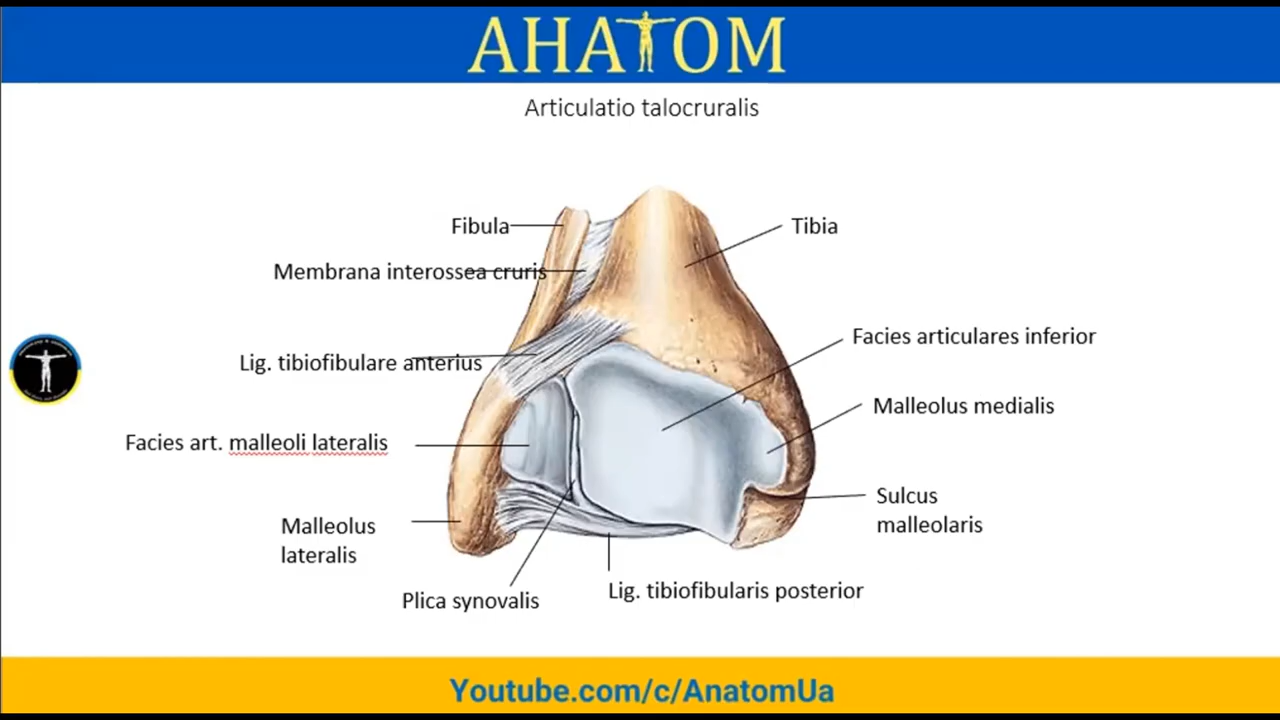 АНАТОМ
Articulatio talocruralis
Fibula
Tibia
Membrana interossea cruris
Facies articulares inferior
Lig. tibiofibulare anterius
Malleolus medialis
Facies art. malleoli lateralis
Sulcus
malleolaris
Malleolus
lateralis
Plica synovalis
Lig. tibiofibularis posterior
Youtube.com/c/AnatomUa